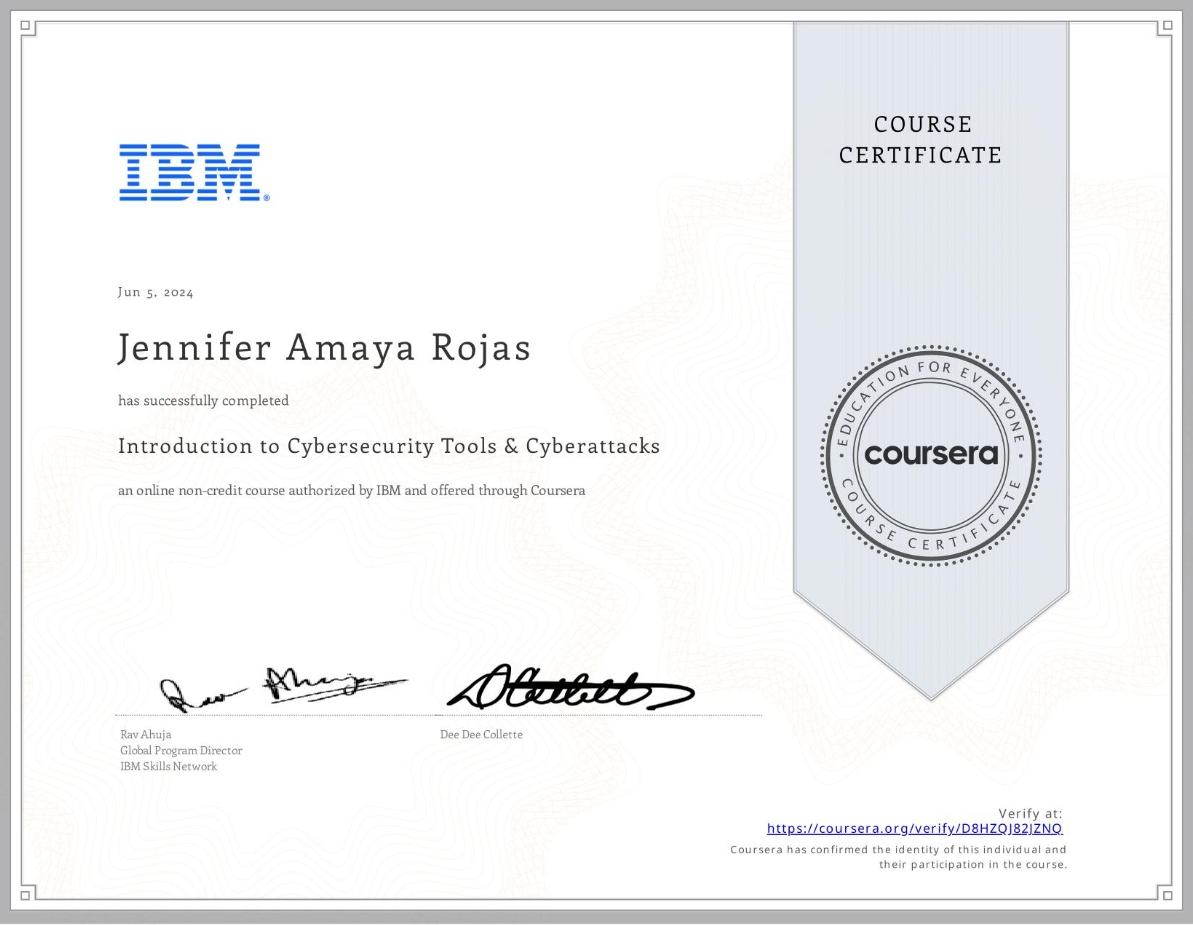 COURSE
CERTIFICATE
IBM®
Jun 5, 2024
Jennifer Amaya Rojas
has successfully completed
Introduction to Cybersecurity Tools & Cyberattacks
an online non-credit course authorized by IBM and offered through Coursera
EDUCATION FOR EVERYONE
coursera
COURSE CERTIFICATE
Rav Ahuja
Dee Dee Collette
Global Program Director
IBM Skills Network
Verify at:
https://coursera.org/verify/D8HZQJ82JZNQ
Coursera has confirmed the identity of this individual and
their participation in the course.